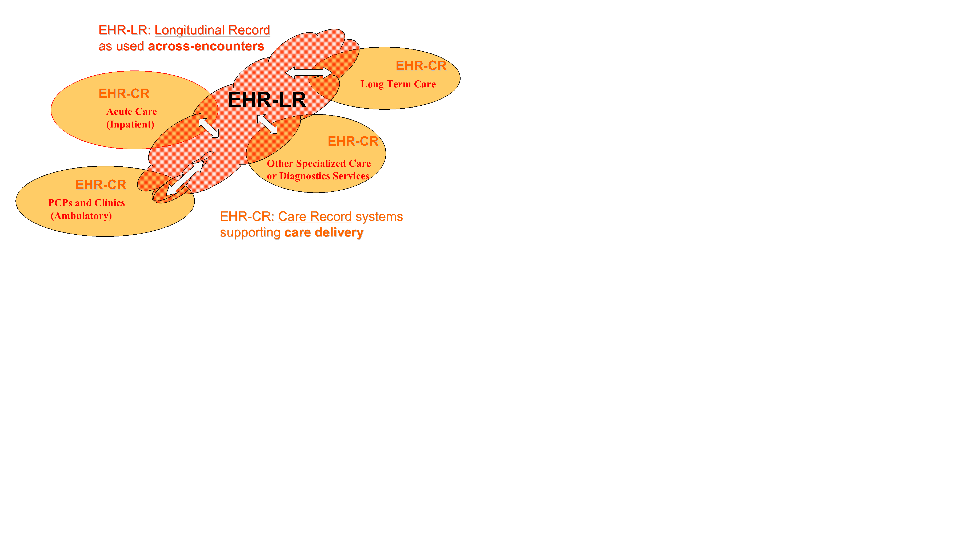 EHR-LR: Longitudinal Record
as used across-encounters
EHR-CR
Long Term Care
EHR-LR
EHR-CR
Acute Care
(Inpatient)
EHR-CR
Other Specialized Care
or Diagnostics Services
EHR-CR
PCPs and Clinics
(Ambulatory)
EHR-CR: Care Record systems
supporting care delivery